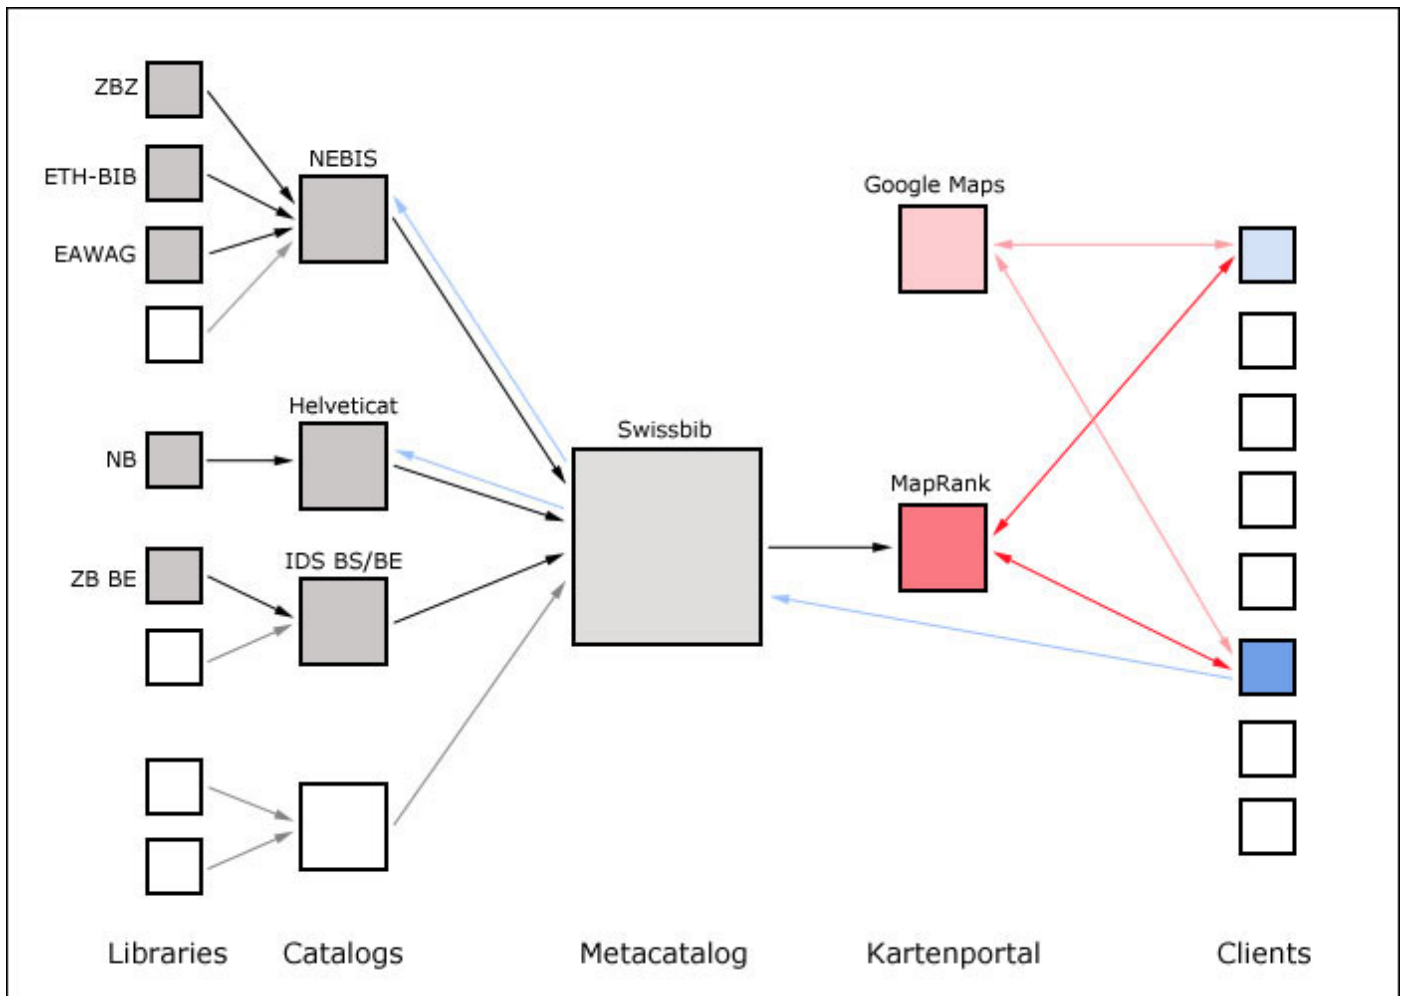 ZBZ
ETH-BIB
EAWAG
NB
ZB BE
NEBIS
Helveticat
IDS BS/BE
Swissbib
Google Maps
MapRank
Libraries
Catalogs
Metacatalog
Kartenportal
Clients